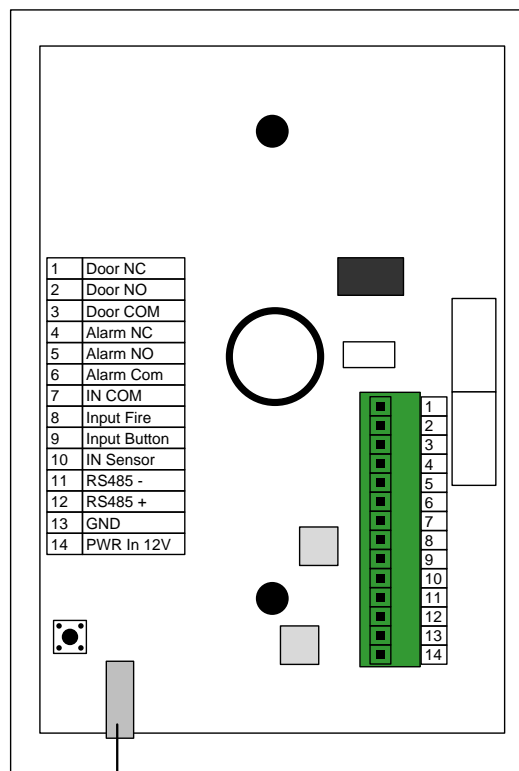 1 Door NC
2 Door NO
3 Door COM
4 Alarm NC
5 Alarm NO
6 Alarm Com
7 IN COM
8 Input Fire
9 Input Button
10 IN Sensor
11 RS485 -
12 RS485 +
13 GND
14 PWR In 12V
1
2
3
4
5
6
7
8
9
10
11
12
13
14